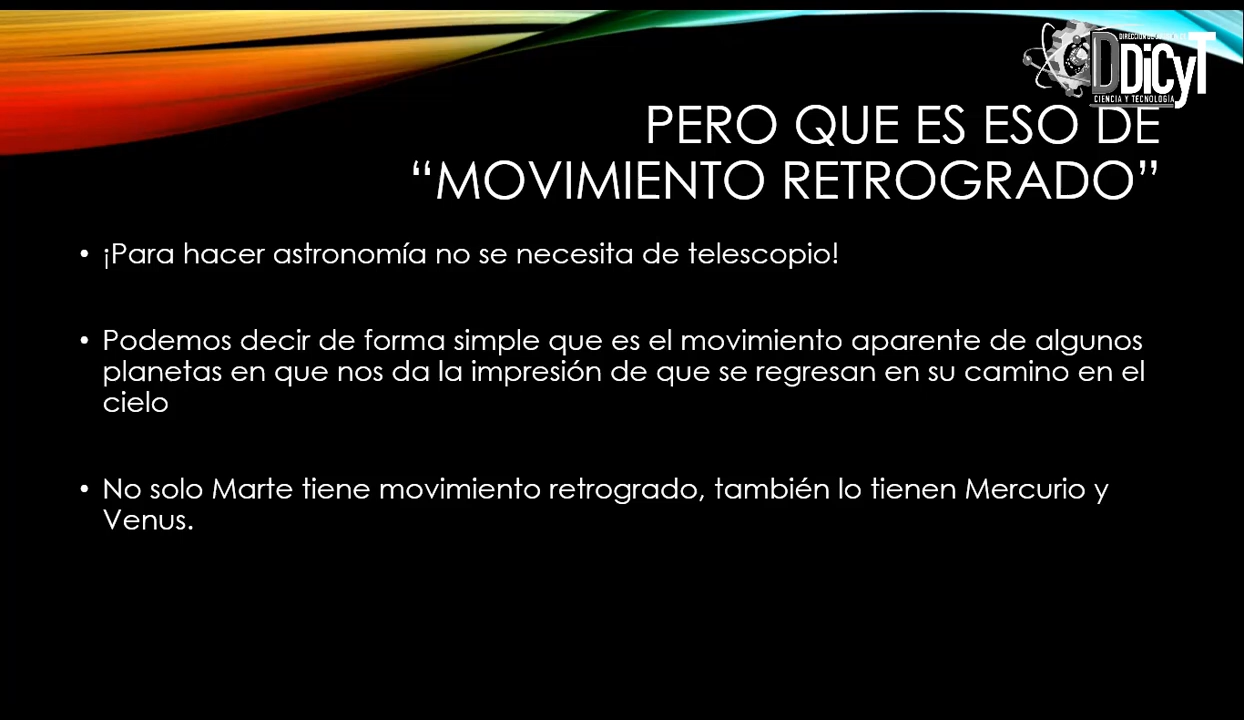 DDiCyT
CIENCIA Y TECNOLOGÍA
PERO QUE ES ESO DE
“MOVIMIENTO RETROGRADO”
• ¡Para hacer astronomía no se necesita de telescopio!
• Podemos decir de forma simple que es el movimiento aparente de algunos
planetas en que nos da la impresión de que se regresan en su camino en el
cielo
• No solo Marte tiene movimiento retrogrado, también lo tienen Mercurio y
Venus.